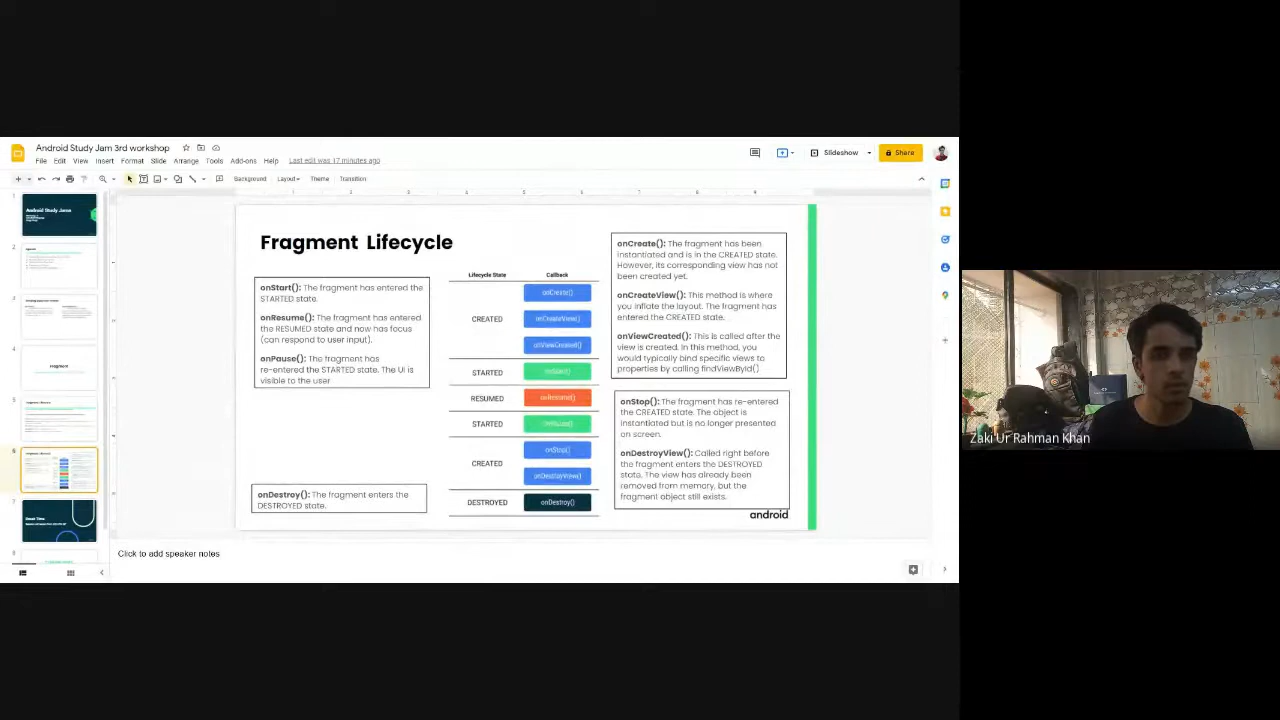 Android Study Jam 3rd workshop
File Edit View Insert Format Slide Arrange Tools Add-ons Help Last edit was 17 minutes ago
Slideshow
Share
Background Layout Theme Transition
Fragment Lifecycle
onStart(): The fragment has entered the
STARTED state.
onResume(): The fragment has entered
the RESUMED state and now has focus
(can respond to user input).
onPause(): The fragment has
re-entered the STARTED state. The UI is
visible to the user
onDestroy(): The fragment enters the
DESTROYED state.
Lifecycle State Callback
onCreate()
CREATED onCreateView()
onViewCreated()
STARTED onStart()
RESUMED onResume()
STARTED onPause()
onStop()
CREATED
onDestroyView()
DESTROYED onDestroy()
onCreate(): The fragment has been
instantiated and is in the CREATED state.
However, its corresponding view has not
been created yet.
onCreateView(): This method is where
you inflate the layout. The fragment has
entered the CREATED state.
onViewCreated(): This is called after the
view is created. In this method, you
would typically bind specific views to
properties by calling findViewById()
onStop(): The fragment has re-entered
the CREATED state. The object is
instantiated but is no longer presented
on screen.
onDestroyView(): Called right before
the fragment enters the DESTROYED
state. The view has already been
removed from memory, but the
fragment object still exists.
android
Click to add speaker notes
Zaki Ur Rahman Khan